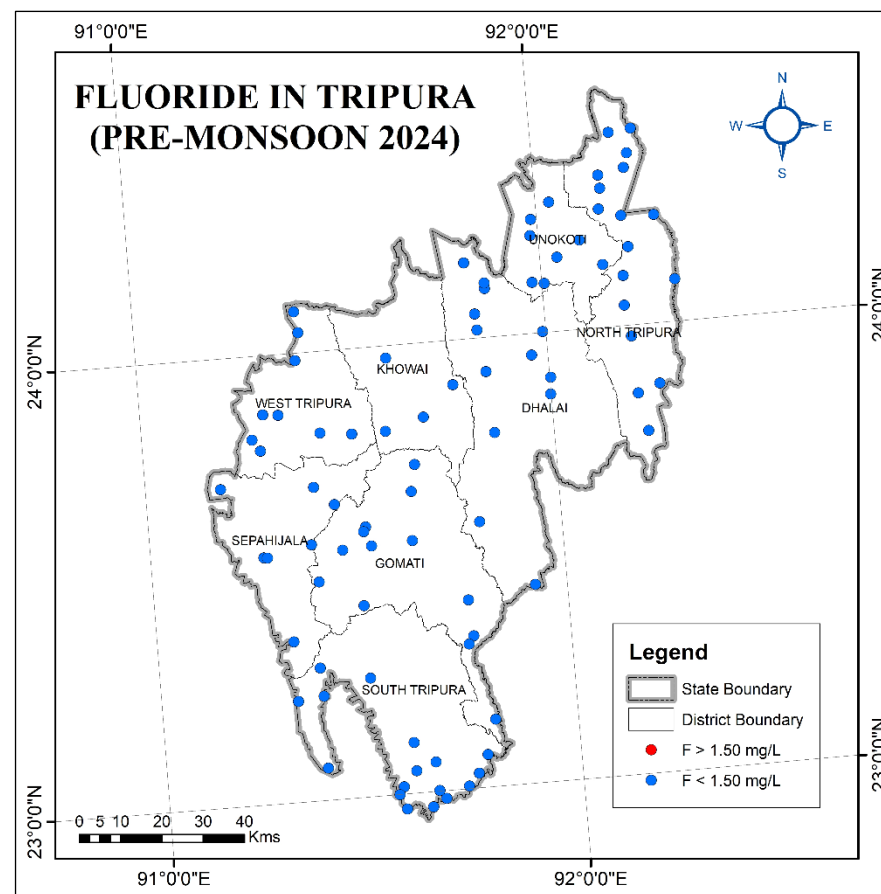 91°0'0"E
92°0'0"E
FLUORIDE IN TRIPURA
(PRE-MONSOON 2024)
N
W
E
S
UNOKOTI
24°0'0"N
NORTH TRIPURA
KHOWAI
24°0'0"N
WEST TRIPURA
DHALAI
SEPAHIJALA
GOMATI
SOUTH TRIPURA
Legend
State Boundary
District Boundary
F > 1.50 mg/L
F < 1.50 mg/L
23°0'0"N
23°0'0"N
0 5 10 20 30 40
Kms
91°0'0"E
92°0'0"E